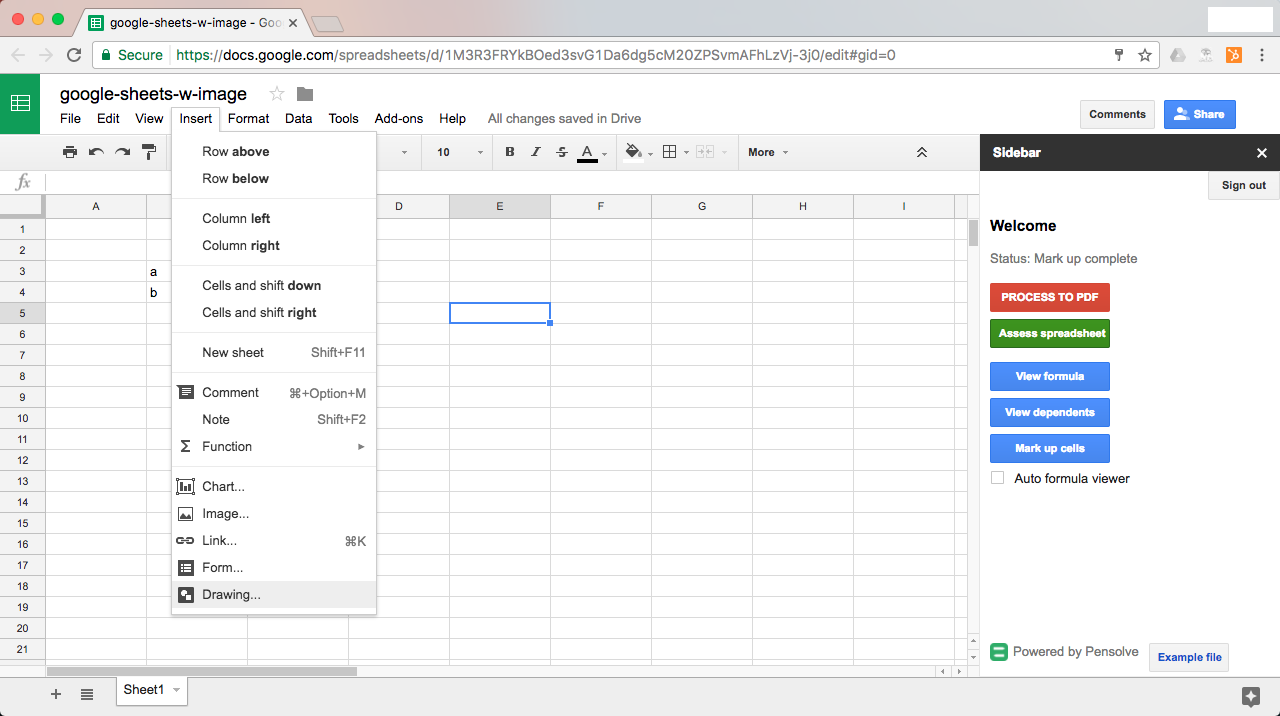 google-sheets-w-image - Goo
Secure https://docs.google.com/spreadsheets/d/1M3R3FRYkBOed3svG1Da6dg5cM20ZPSvmAFhLzVj-3j0/edit#gid=0
google-sheets-w-image
File Edit View Insert Format Data Tools Add-ons Help All changes saved in Drive
Comments Share
10 B I S A More
fx
A D E F G H I
1
2
3 a
4 b
5
6
7
8
9
10
11
12
13
14
15
16
17
18
19
20
21
Row above
Row below
Column left
Column right
Cells and shift down
Cells and shift right
New sheet Shift+F11
Comment ⌘+Option+M
Note Shift+F2
Σ Function ►
Chart...
Image...
Link... ⌘K
Form...
Drawing...
Sidebar
Sign out
Welcome
Status: Mark up complete
PROCESS TO PDF
Assess spreadsheet
View formula
View dependents
Mark up cells
Auto formula viewer
Powered by Pensolve
Example file
Sheet1